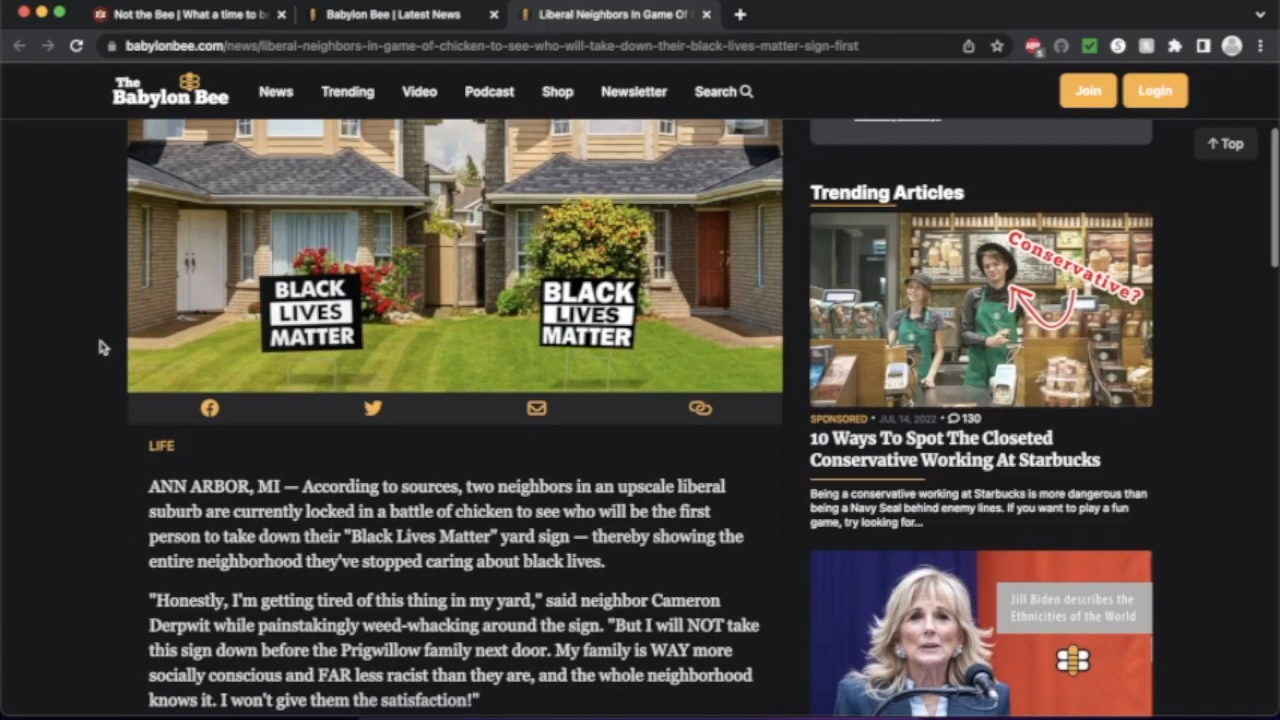 Not the Bee | What a time to b
Babylon Bee | Latest News
Liberal Neighbors In Game Of
babylonbee.com/news/liberal-neighbors-in-game-of-chicken-to-see-who-will-take-down-their-black-lives-matter-sign-first
The
Babylon Bee
News
Trending
Video
Podcast
Shop
Newsletter
Search
Join
Login
Top
BLACK
LIVES
MATTER
BLACK
LIVES
MATTER
LIFE
ANN ARBOR, MI — According to sources, two neighbors in an upscale liberal
suburb are currently locked in a battle of chicken to see who will be the first
person to take down their "Black Lives Matter" yard sign — thereby showing the
entire neighborhood they've stopped caring about black lives.
"Honestly, I'm getting tired of this thing in my yard," said neighbor Cameron
Derpwit while painstakingly weed-whacking around the sign. "But I will NOT take
this sign down before the Prigwillow family next door. My family is WAY more
socially conscious and FAR less racist than they are, and the whole neighborhood
knows it. I won't give them the satisfaction!"
Trending Articles
Conservative?
SPONSORED • JUL 14, 2022 • 130
10 Ways To Spot The Closeted
Conservative Working At Starbucks
Being a conservative working at Starbucks is more dangerous than
being a Navy Seal behind enemy lines. If you want to play a fun
game, try looking for...
Jill Biden describes the
Ethnicities of the World